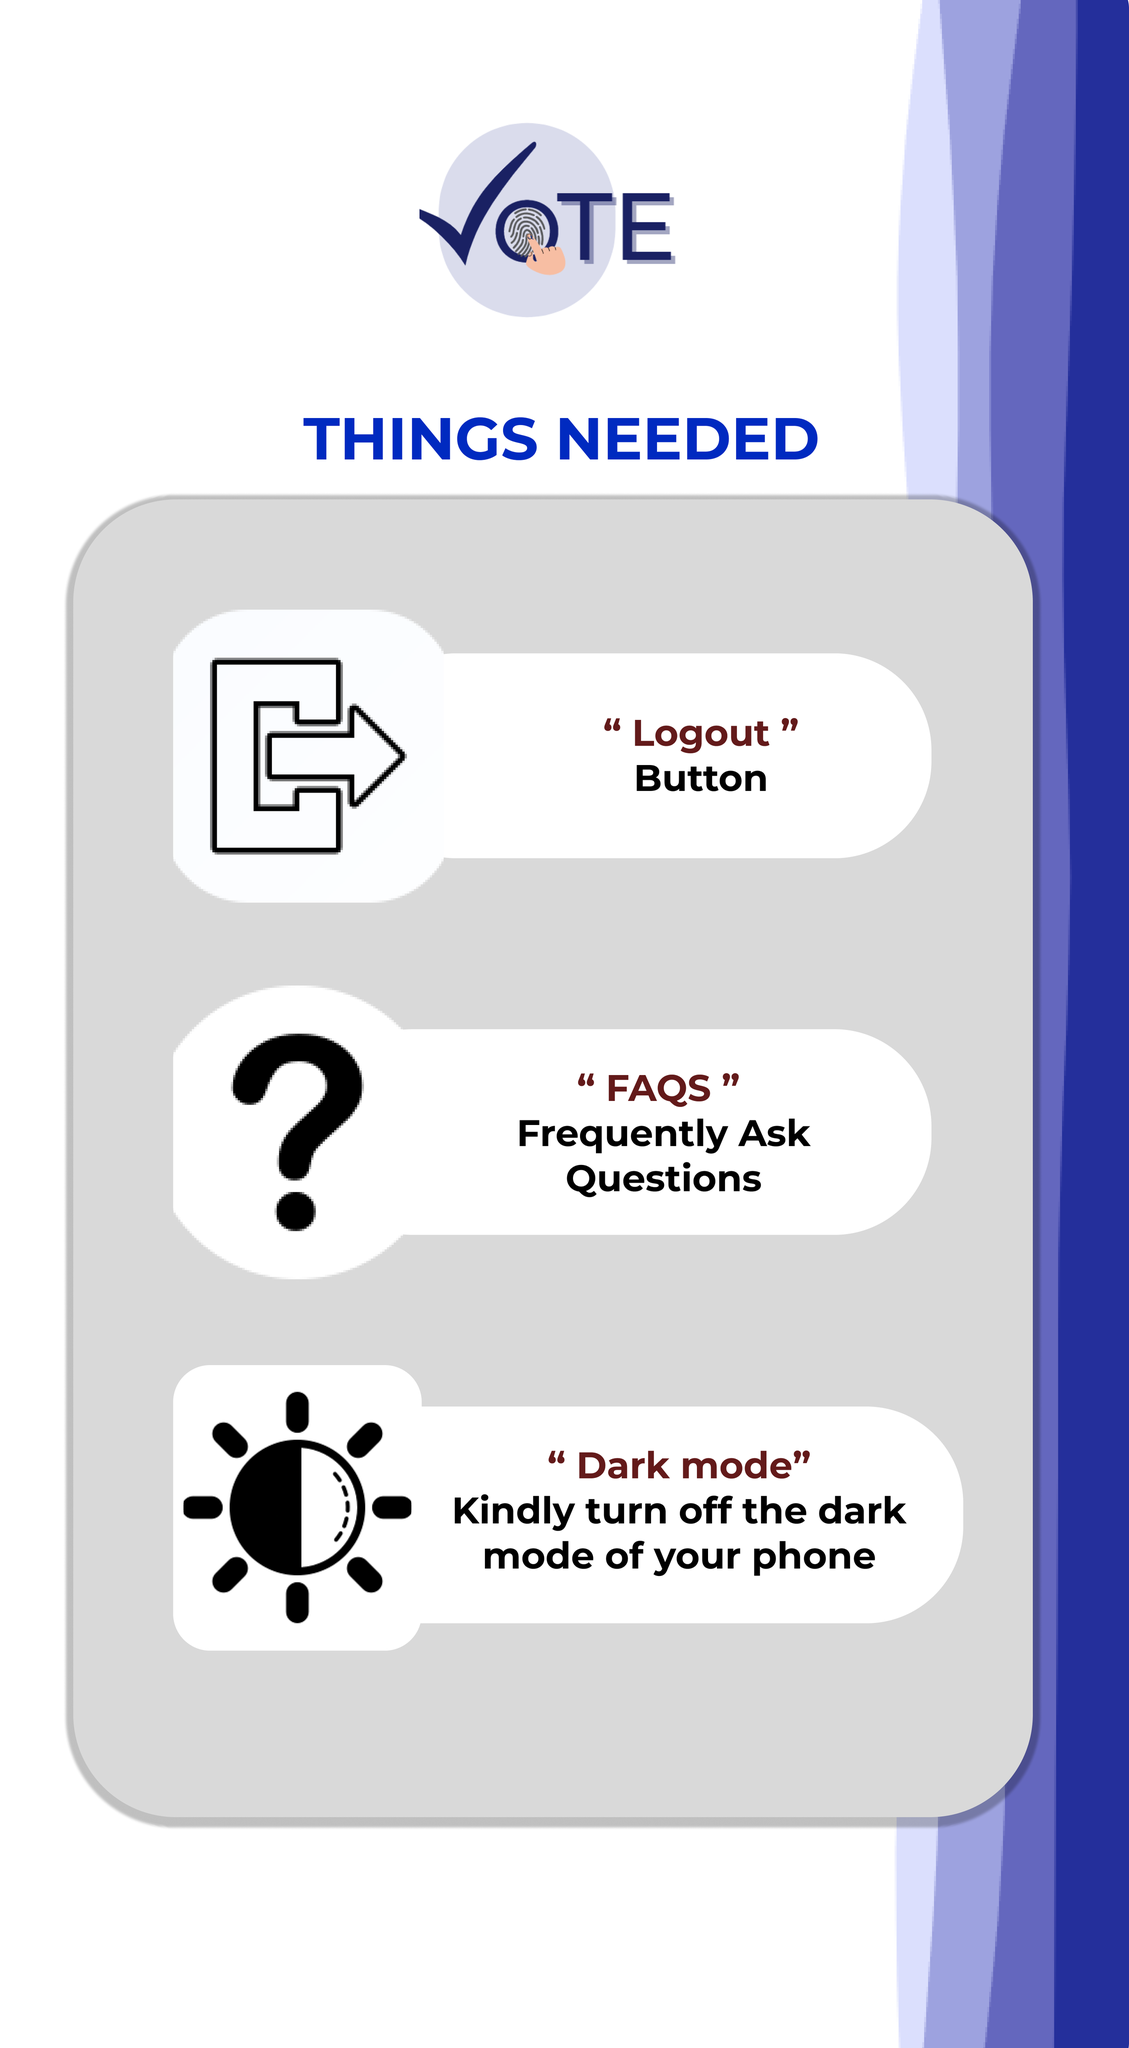 VOTE
THINGS NEEDED
“ Logout ”
Button
“ FAQS ”
Frequently Ask
Questions
“ Dark mode”
Kindly turn off the dark
mode of your phone